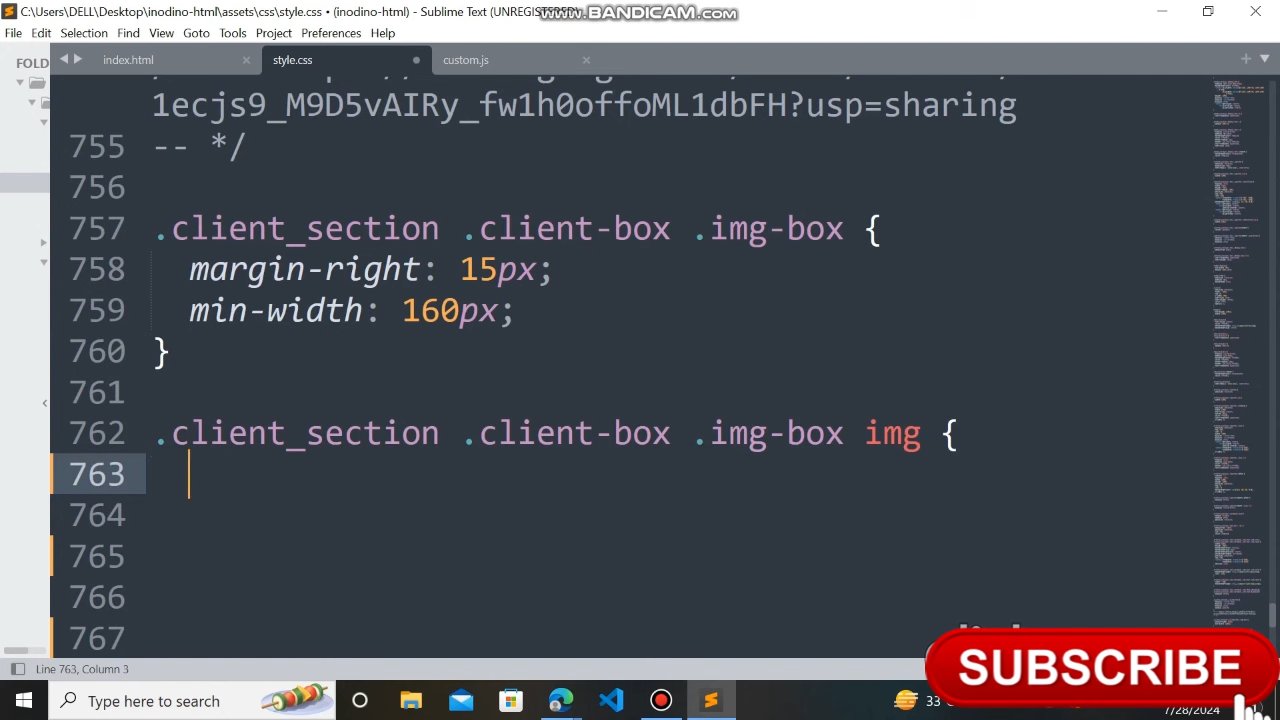 C:\Users\DELL\Desktop\inodino-html\assets\css\style.css • (inodino-html) - Sublime Text (UNREGISTERED)
www.BANDICAM.com
File Edit Selection Find View Goto Tools Project Preferences Help
FOLD
index.html
style.css
custom.js
1ecjs9_M9D5vAIRy_fwih0offoML1dbFH?usp=sharing
755 -- */
756
757 .client_section .client-box .img-box {
758 margin-right: 15px;
759 min-width: 160px;
760 }
761
762 .client_section .client-box .img-box img {
763
764
765
766
767
Line 763, Column 3
SUBSCRIBE
Type here to search
33
7/28/2024